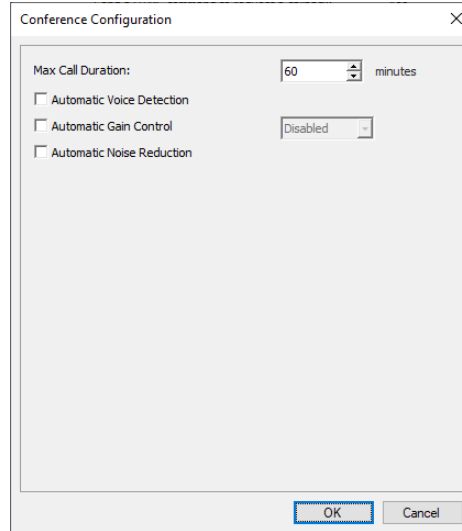 Conference Configuration
Max Call Duration: 60 minutes
Automatic Voice Detection
Automatic Gain Control Disabled
Automatic Noise Reduction
OK Cancel